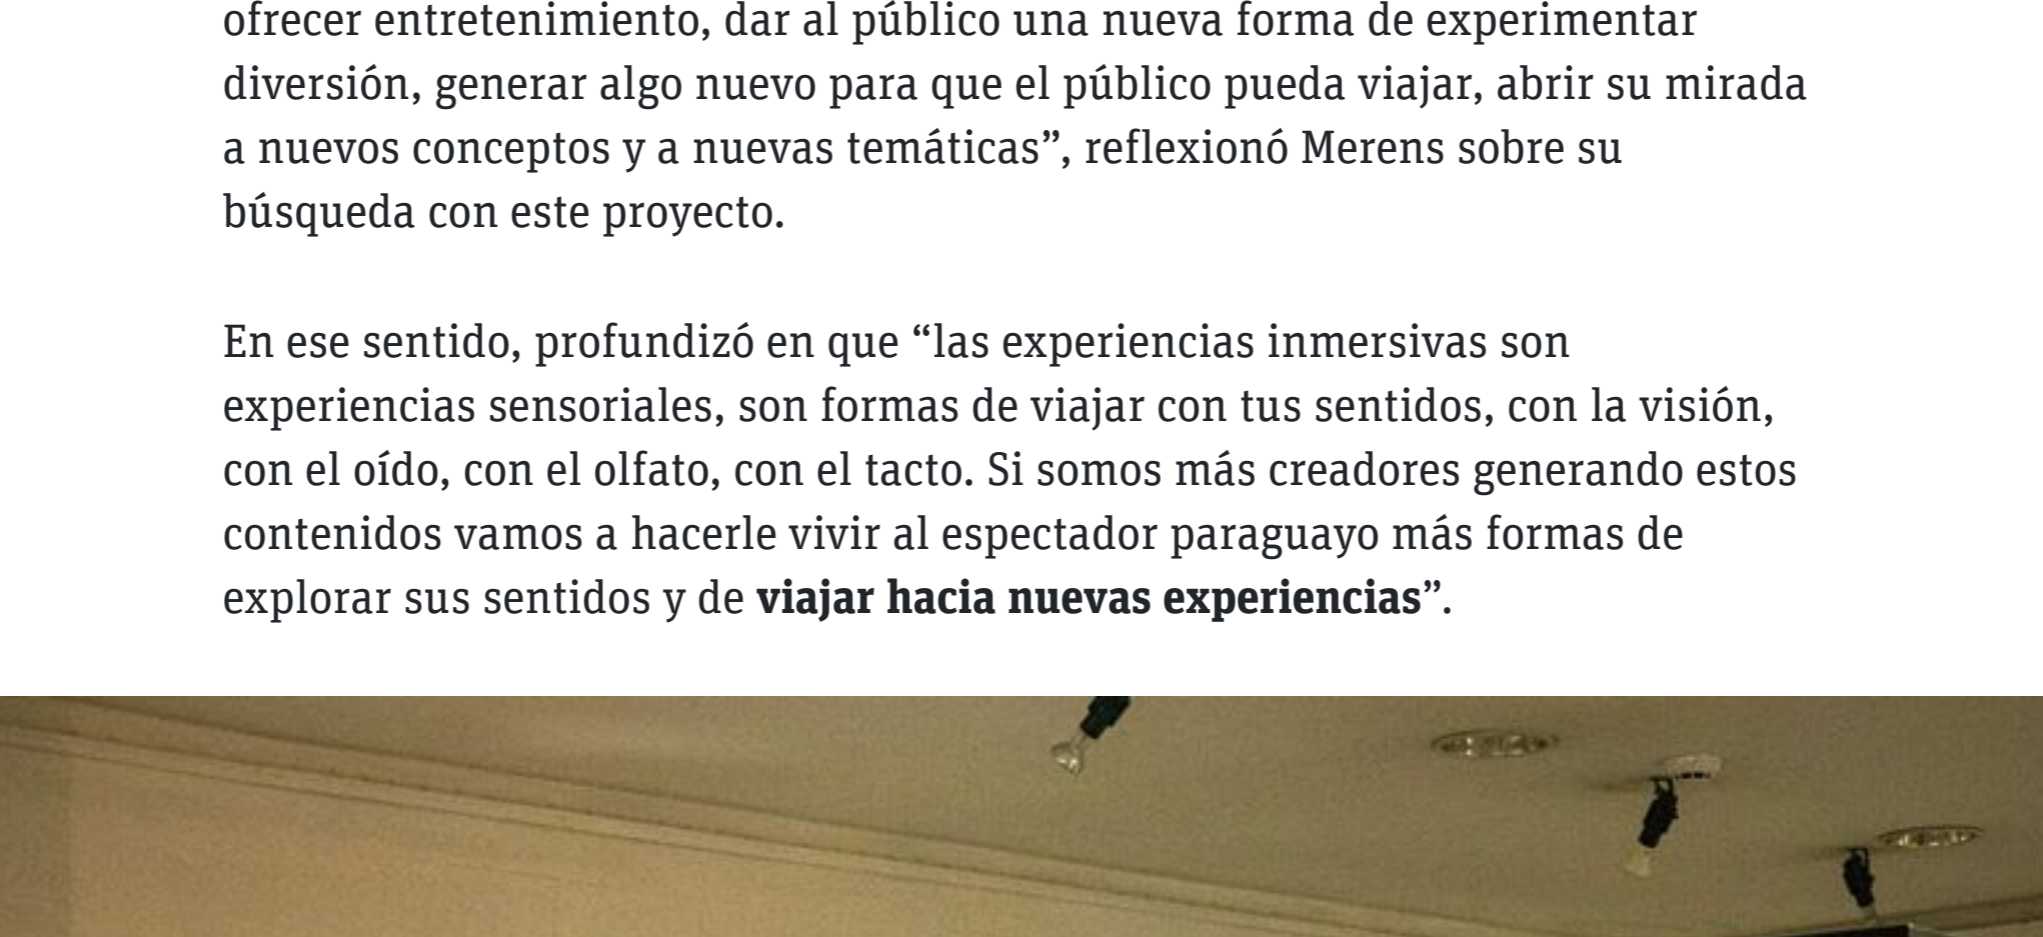 ofrecer entretenimiento, dar al público una nueva forma de experimentar
diversión, generar algo nuevo para que el público pueda viajar, abrir su mirada
a nuevos conceptos y a nuevas temáticas”, reflexionó Merens sobre su
búsqueda con este proyecto.
En ese sentido, profundizó en que “las experiencias inmersivas son
experiencias sensoriales, son formas de viajar con tus sentidos, con la visión,
con el oído, con el olfato, con el tacto. Si somos más creadores generando estos
contenidos vamos a hacerle vivir al espectador paraguayo más formas de
explorar sus sentidos y de viajar hacia nuevas experiencias”.